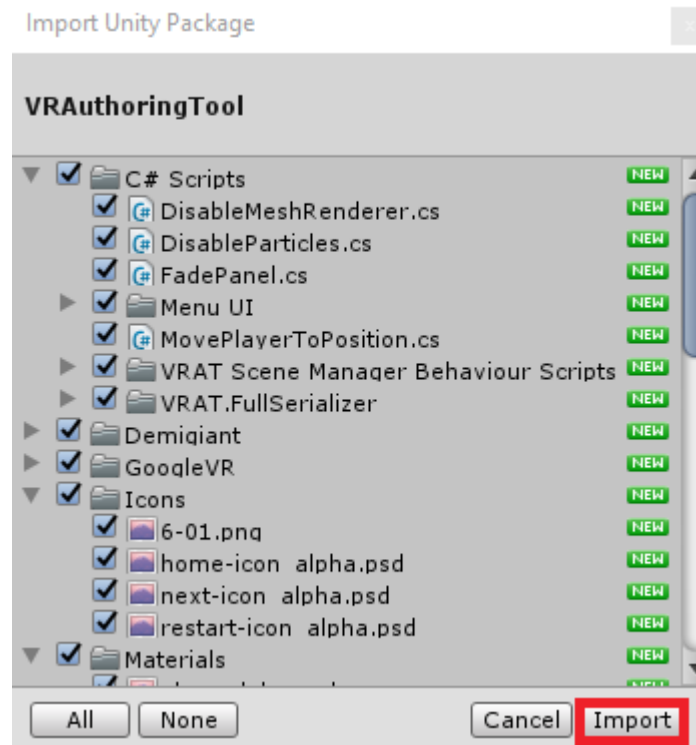 Import Unity Package
VRAuthoringTool
C# Scripts NEW
DisableMeshRenderer.cs NEW
DisableParticles.cs NEW
FadePanel.cs NEW
Menu UI NEW
MovePlayerToPosition.cs NEW
VRAT Scene Manager Behaviour Scripts NEW
VRAT.FullSerializer NEW
Demigiant NEW
GoogleVR NEW
Icons NEW
6-01.png NEW
home-icon alpha.psd NEW
next-icon alpha.psd NEW
restart-icon alpha.psd NEW
Materials NEW
All None Cancel Import